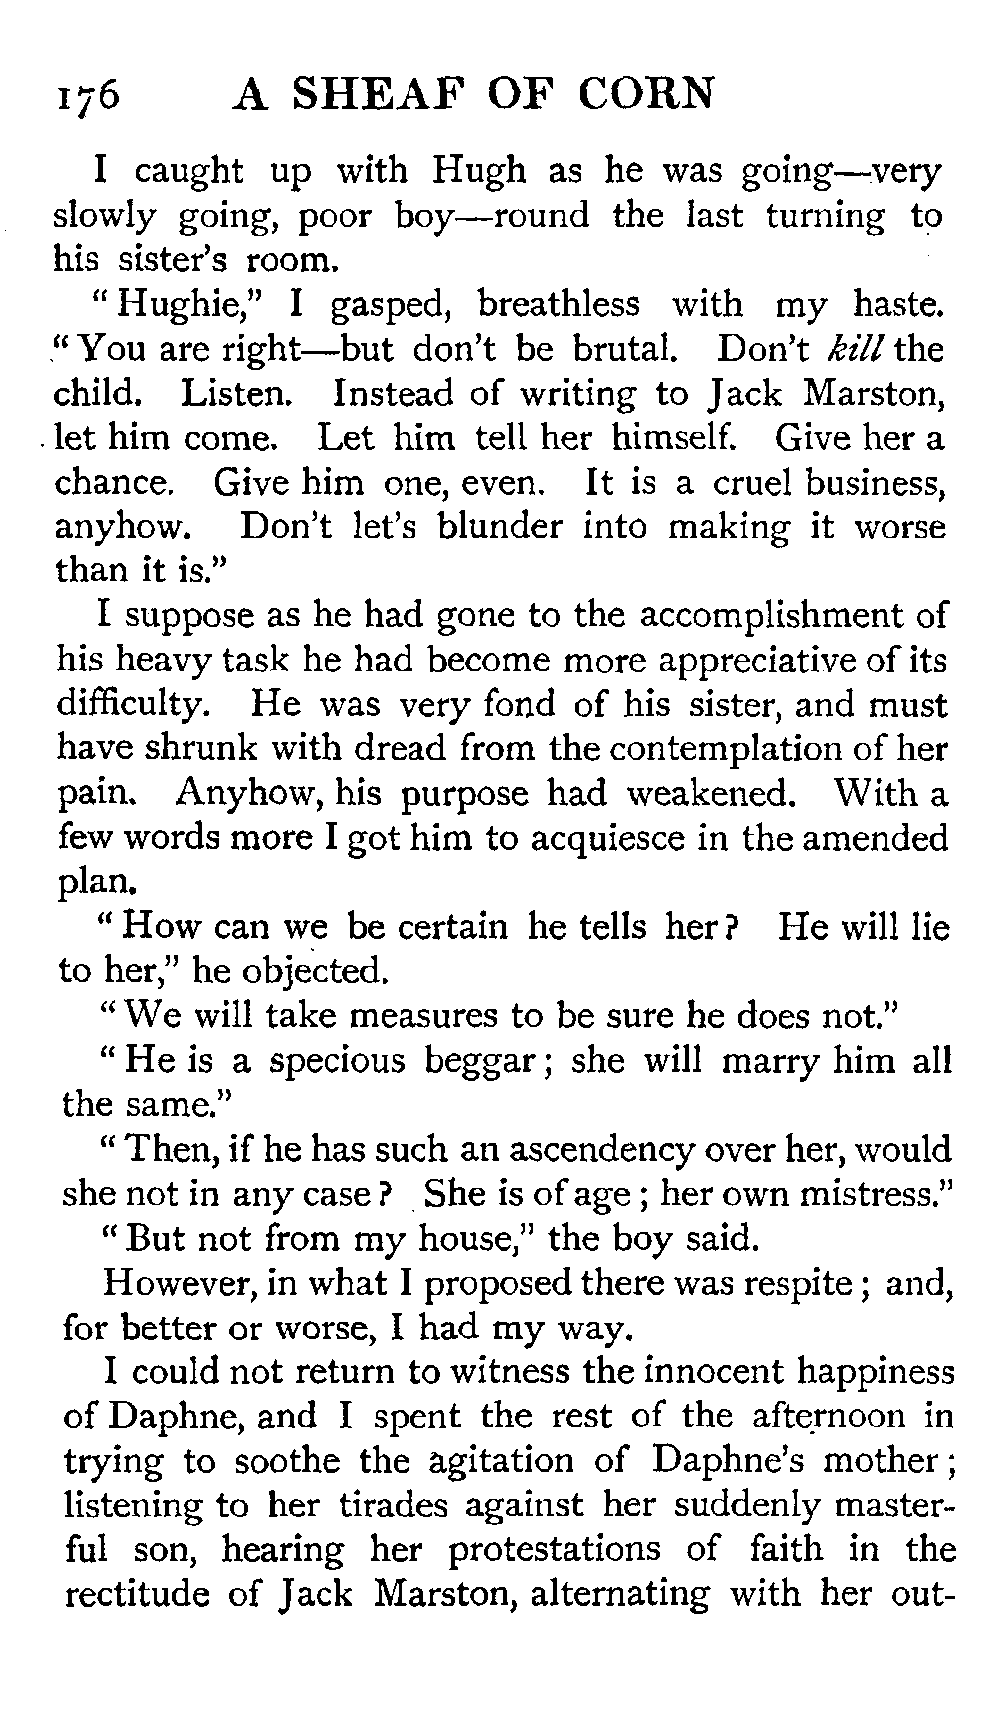 176 A SHEAF OF CORN
I caught up with Hugh as he was going—very
slowly going, poor boy—round the last turning to
his sister's room.
"Hughie," I gasped, breathless with my haste.
"You are right—but don't be brutal. Don't kill the
child. Listen. Instead of writing to Jack Marston,
let him come. Let him tell her himself. Give her a
chance. Give him one, even. It is a cruel business,
anyhow. Don't let's blunder into making it worse
than it is."
I suppose as he had gone to the accomplishment of
his heavy task he had become more appreciative of its
difficulty. He was very fond of his sister, and must
have shrunk with dread from the contemplation of her
pain. Anyhow, his purpose had weakened. With a
few words more I got him to acquiesce in the amended
plan.
"How can we be certain he tells her? He will lie
to her," he objected.
"We will take measures to be sure he does not."
"He is a specious beggar; she will marry him all
the same."
"Then, if he has such an ascendency over her, would
she not in any case? She is of age; her own mistress."
"But not from my house," the boy said.
However, in what I proposed there was respite; and,
for better or worse, I had my way.
I could not return to witness the innocent happiness
of Daphne, and I spent the rest of the afternoon in
trying to soothe the agitation of Daphne's mother;
listening to her tirades against her suddenly master-
ful son, hearing her protestations of faith in the
rectitude of Jack Marston, alternating with her out-